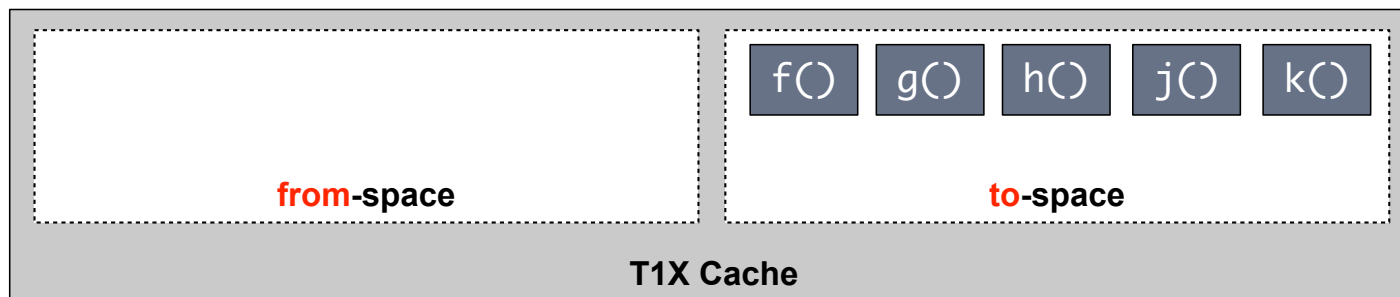 f() g() h() j() k()
from-space to-space
T1X Cache